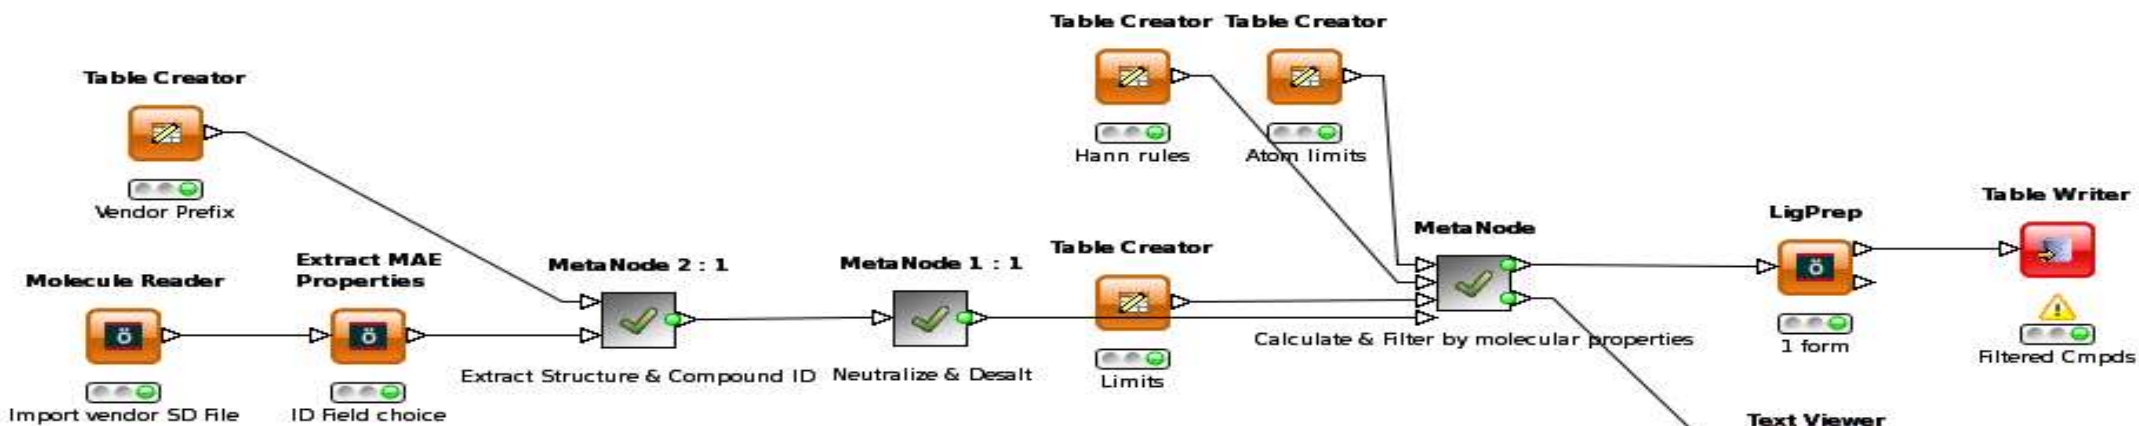 Table Creator Table Creator
Table Creator
Hann rules Atom limits
Vendor Prefix
Table Writer
LigPrep
MetaNode
Table Creator
Extract MAE
Properties
MetaNode 2 : 1
MetaNode 1 : 1
Molecule Reader
Calculate & Filter by molecular properties
1 form
Filtered Cmpds
Extract Structure & Compound ID
Neutralize & Desalt
Limits
Import vendor SD File
ID Field choice
Text Viewer